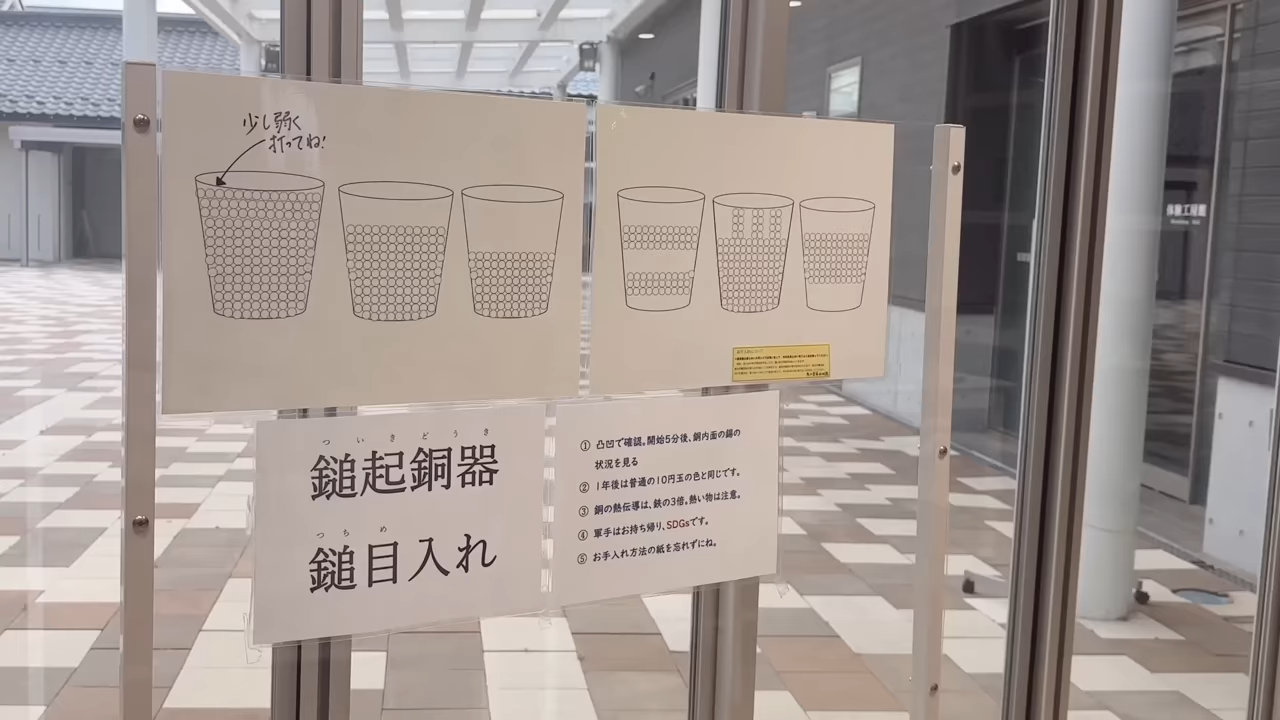 少し弱く
打ってね!
ついきどうき
鎚起銅器
つちめ
鎚目入れ
① 凸凹で確認。開始5分後、銅内面の錫の
状況を見る
② 1年後は普通の10円玉の色と同じです。
③ 銅の熱伝導は、鉄の3倍。熱い物は注意。
④ 軍手はお持ち帰り、SDGsです。
⑤ お手入れ方法の紙を忘れずにね。
体験工房館